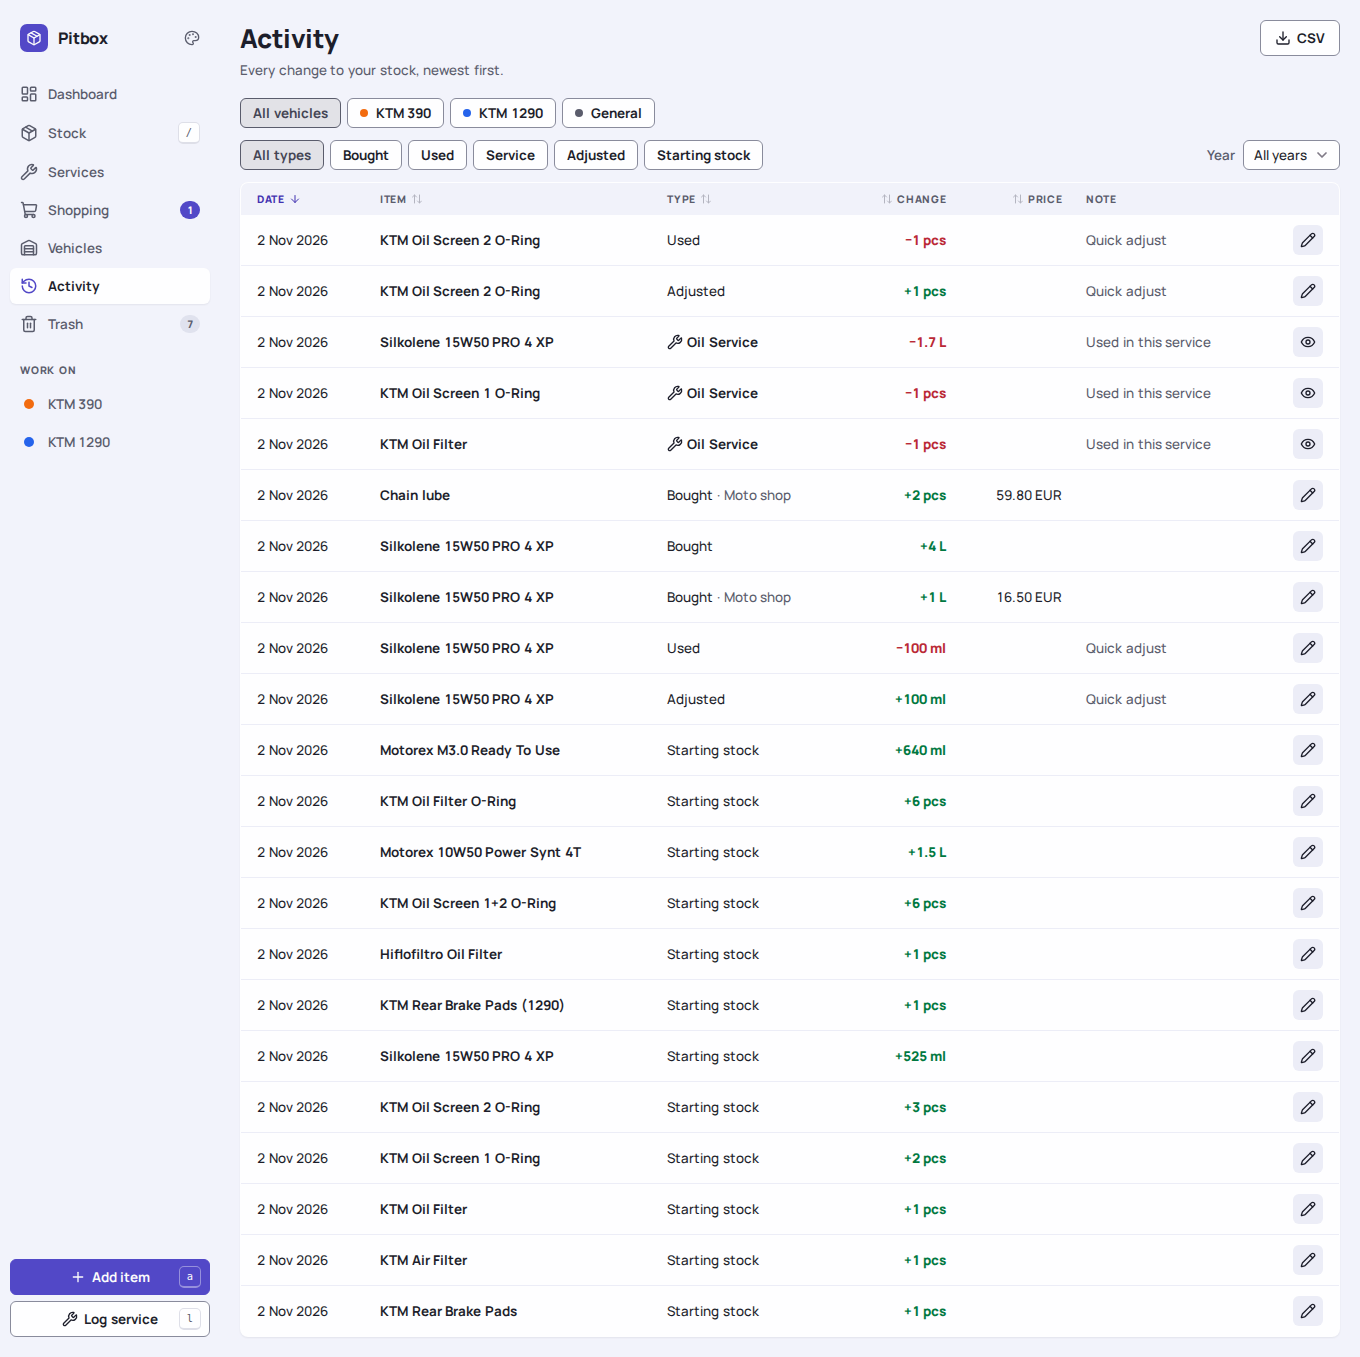 Pitbox
Dashboard
Stock /
Services
Shopping 1
Vehicles
Activity
Trash 7
WORK ON
KTM 390
KTM 1290
Add item a
Log service l
Activity
CSV
Every change to your stock, newest first.
All vehicles KTM 390 KTM 1290 General
All types Bought Used Service Adjusted Starting stock Year All years
DATE ITEM TYPE CHANGE PRICE NOTE
2 Nov 2026 KTM Oil Screen 2 O-Ring Used −1 pcs Quick adjust
2 Nov 2026 KTM Oil Screen 2 O-Ring Adjusted +1 pcs Quick adjust
2 Nov 2026 Silkolene 15W50 PRO 4 XP Oil Service −1.7 L Used in this service
2 Nov 2026 KTM Oil Screen 1 O-Ring Oil Service −1 pcs Used in this service
2 Nov 2026 KTM Oil Filter Oil Service −1 pcs Used in this service
2 Nov 2026 Chain lube Bought · Moto shop +2 pcs 59.80 EUR
2 Nov 2026 Silkolene 15W50 PRO 4 XP Bought +4 L
2 Nov 2026 Silkolene 15W50 PRO 4 XP Bought · Moto shop +1 L 16.50 EUR
2 Nov 2026 Silkolene 15W50 PRO 4 XP Used −100 ml Quick adjust
2 Nov 2026 Silkolene 15W50 PRO 4 XP Adjusted +100 ml Quick adjust
2 Nov 2026 Motorex M3.0 Ready To Use Starting stock +640 ml
2 Nov 2026 KTM Oil Filter O-Ring Starting stock +6 pcs
2 Nov 2026 Motorex 10W50 Power Synt 4T Starting stock +1.5 L
2 Nov 2026 KTM Oil Screen 1+2 O-Ring Starting stock +6 pcs
2 Nov 2026 Hiflofiltro Oil Filter Starting stock +1 pcs
2 Nov 2026 KTM Rear Brake Pads (1290) Starting stock +1 pcs
2 Nov 2026 Silkolene 15W50 PRO 4 XP Starting stock +525 ml
2 Nov 2026 KTM Oil Screen 2 O-Ring Starting stock +3 pcs
2 Nov 2026 KTM Oil Screen 1 O-Ring Starting stock +2 pcs
2 Nov 2026 KTM Oil Filter Starting stock +1 pcs
2 Nov 2026 KTM Air Filter Starting stock +1 pcs
2 Nov 2026 KTM Rear Brake Pads Starting stock +1 pcs